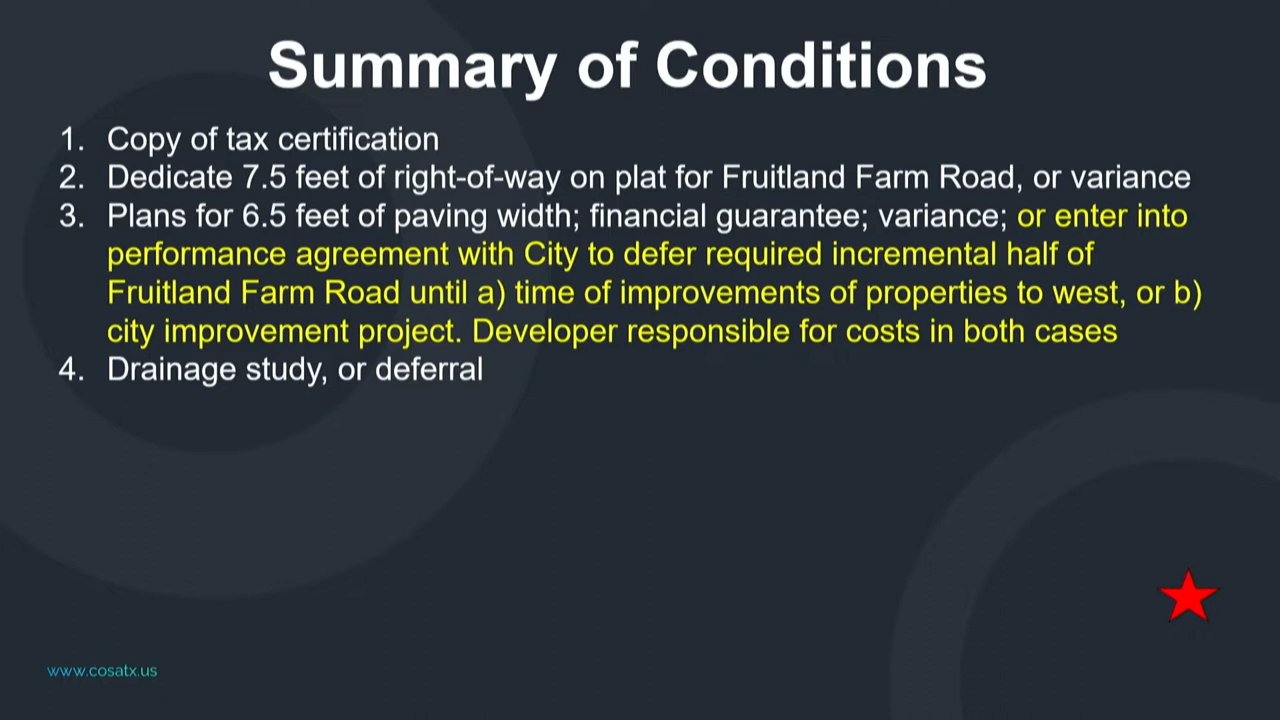 Summary of Conditions
1. Copy of tax certification
2. Dedicate 7.5 feet of right-of-way on plat for Fruitland Farm Road, or variance
3. Plans for 6.5 feet of paving width; financial guarantee; variance; or enter into
performance agreement with City to defer required incremental half of
Fruitland Farm Road until a) time of improvements of properties to west, or b)
city improvement project. Developer responsible for costs in both cases
4. Drainage study, or deferral
www.cosatx.us